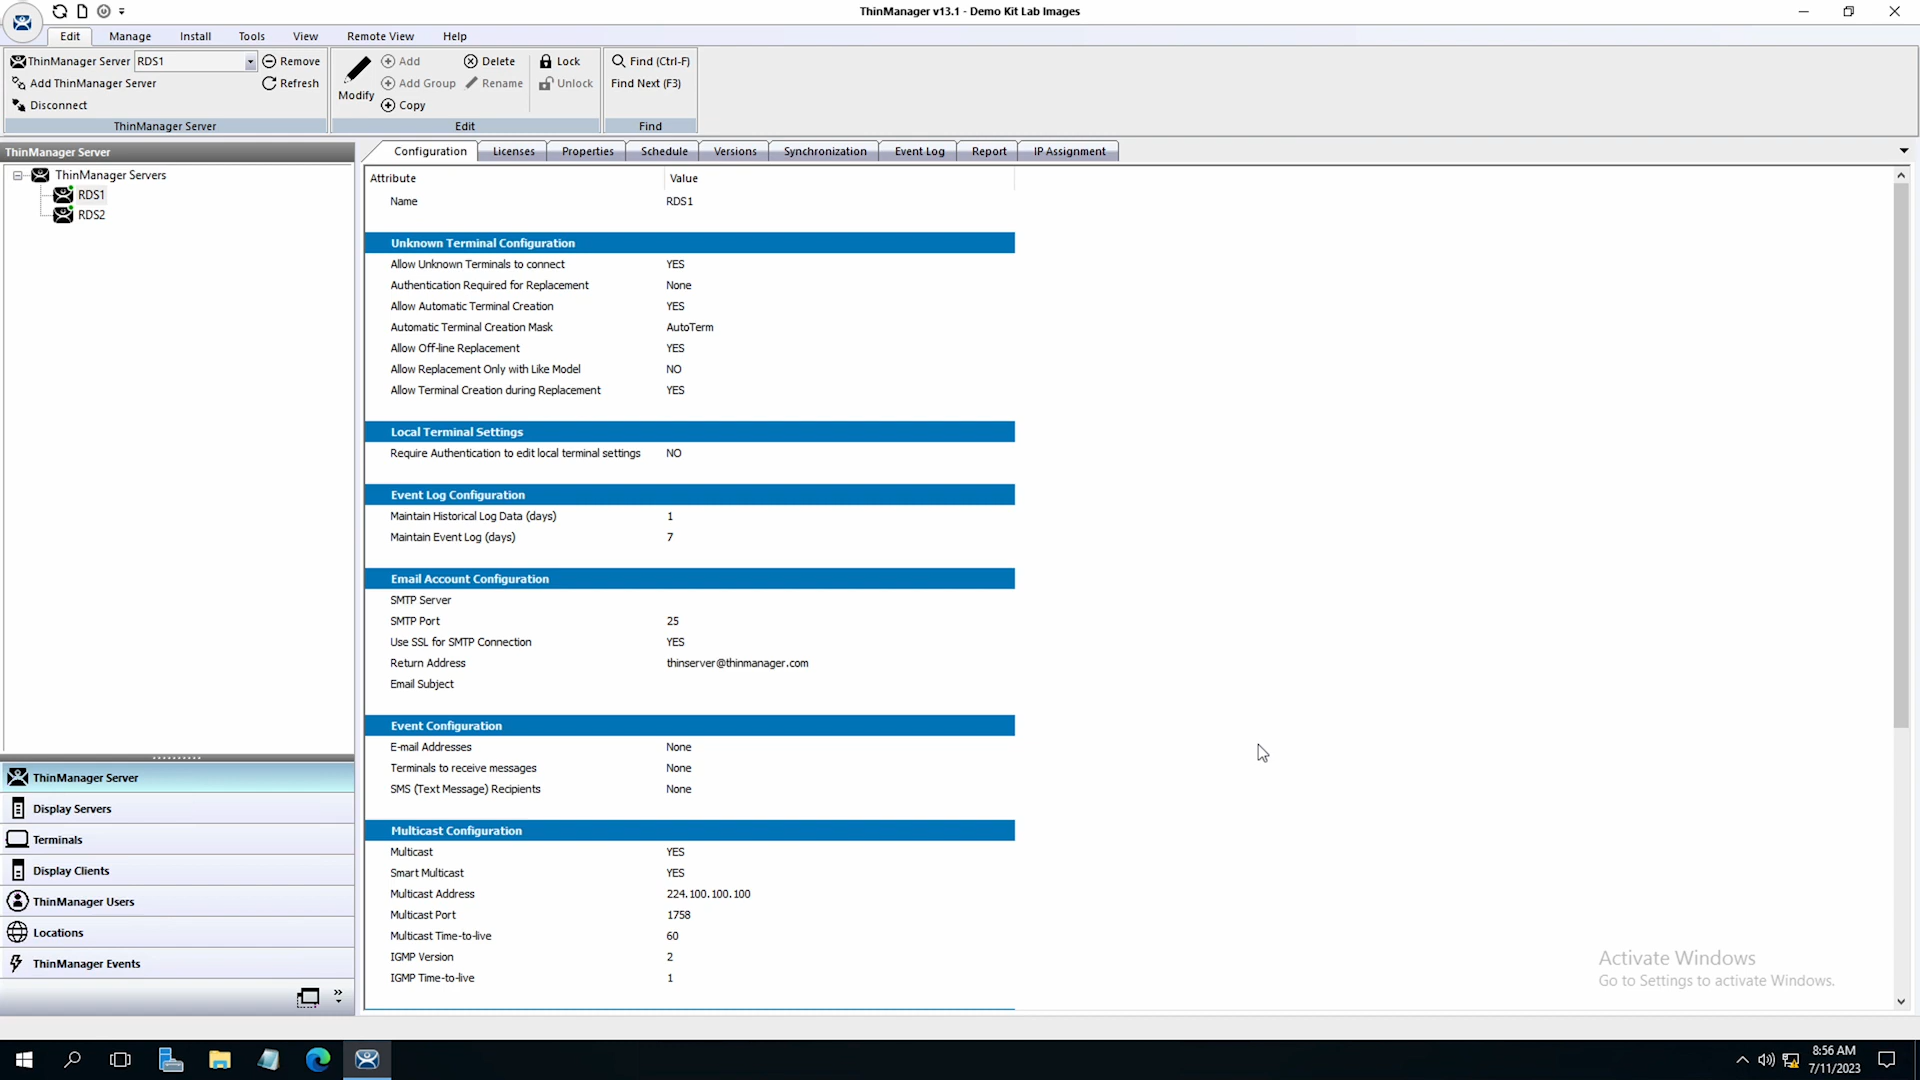 ThinManager v13.1 - Demo Kit Lab Images
Edit Manage Install Tools View Remote View Help
ThinManager Server RDS1 Remove
Add ThinManager Server Refresh
Disconnect
ThinManager Server
Modify
Add Delete Lock
Add Group Rename Unlock
Copy
Edit
Find (Ctrl-F)
Find Next (F3)
Find
ThinManager Server
ThinManager Servers
RDS1
RDS2
ThinManager Server
Display Servers
Terminals
Display Clients
ThinManager Users
Locations
ThinManager Events
Configuration Licenses Properties Schedule Versions Synchronization Event Log Report IP Assignment
Attribute Value
Name RDS1
Unknown Terminal Configuration
Allow Unknown Terminals to connect YES
Authentication Required for Replacement None
Allow Automatic Terminal Creation YES
Automatic Terminal Creation Mask AutoTerm
Allow Off-line Replacement YES
Allow Replacement Only with Like Model NO
Allow Terminal Creation during Replacement YES
Local Terminal Settings
Require Authentication to edit local terminal settings NO
Event Log Configuration
Maintain Historical Log Data (days) 1
Maintain Event Log (days) 7
Email Account Configuration
SMTP Server
SMTP Port 25
Use SSL for SMTP Connection YES
Return Address thinserver@thinmanager.com
Email Subject
Event Configuration
E-mail Addresses None
Terminals to receive messages None
SMS (Text Message) Recipients None
Multicast Configuration
Multicast YES
Smart Multicast YES
Multicast Address 224.100.100.100
Multicast Port 1758
Multicast Time-to-live 60
IGMP Version 2
IGMP Time-to-live 1
Activate Windows
Go to Settings to activate Windows.
8:56 AM
7/11/2023